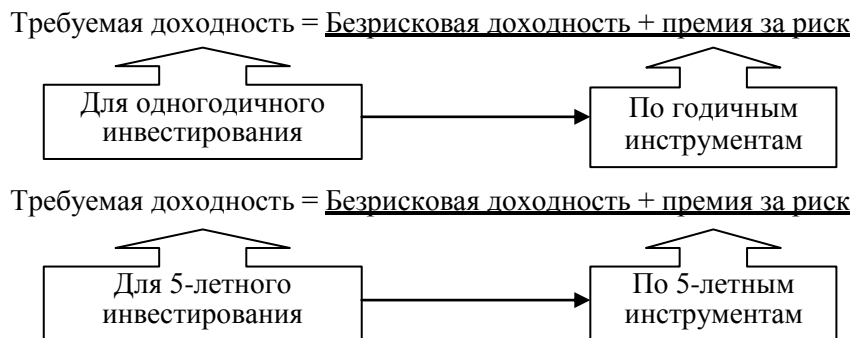 Требуемая доходность = Безрисковая доходность + премия за риск
Для одногодичного
инвестирования
По годичным
инструментам
Требуемая доходность = Безрисковая доходность + премия за риск
Для 5-летного
инвестирования
По 5-летным
инструментам